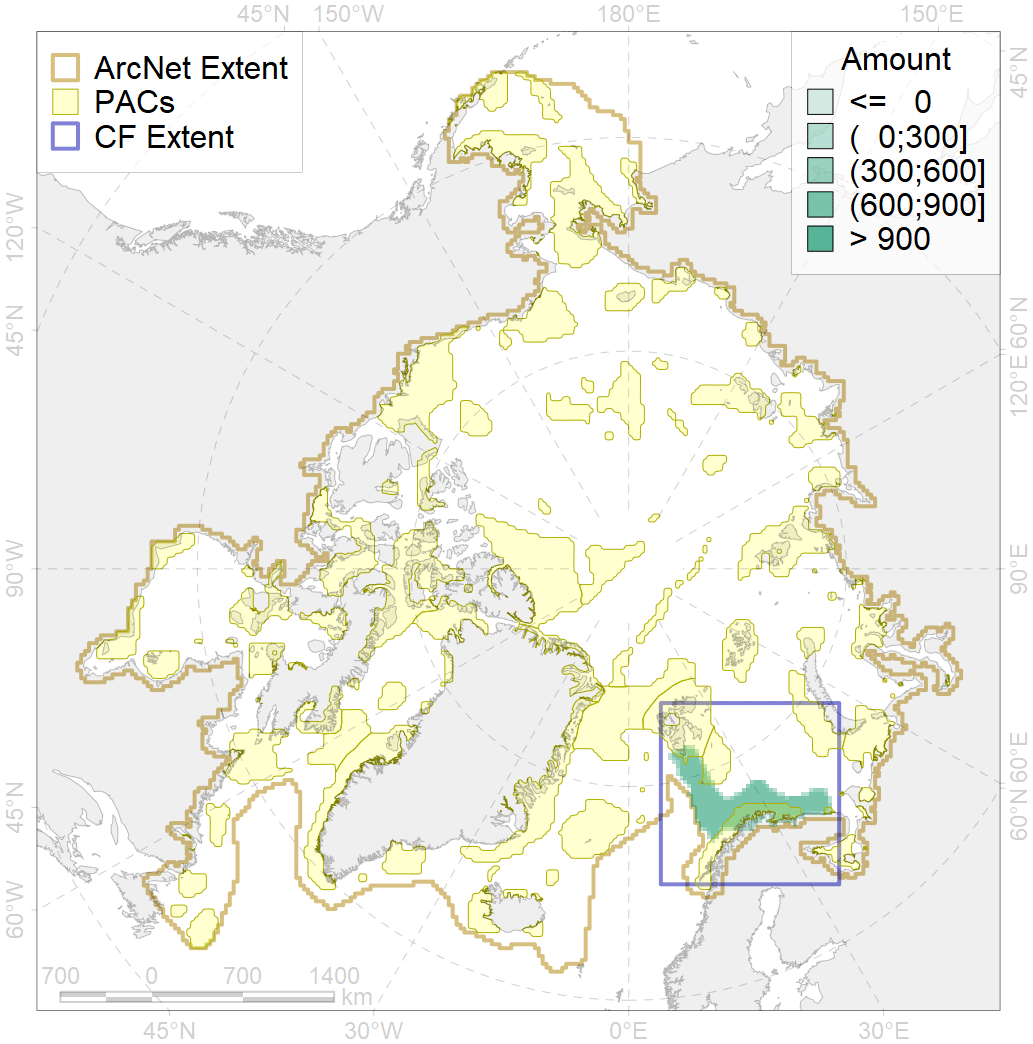 45°N 150°W 180°E 150°E
ArcNet Extent
PACs
CF Extent
Amount
<= 0
( 0;300]
(300;600]
(600;900]
> 900
45°N
120°W
45°N
90°W
45°N
60°W
60°N
120°E
90°E
60°E
60°N
700 0 700 1400
km
45°N 30°W 0°E 30°E